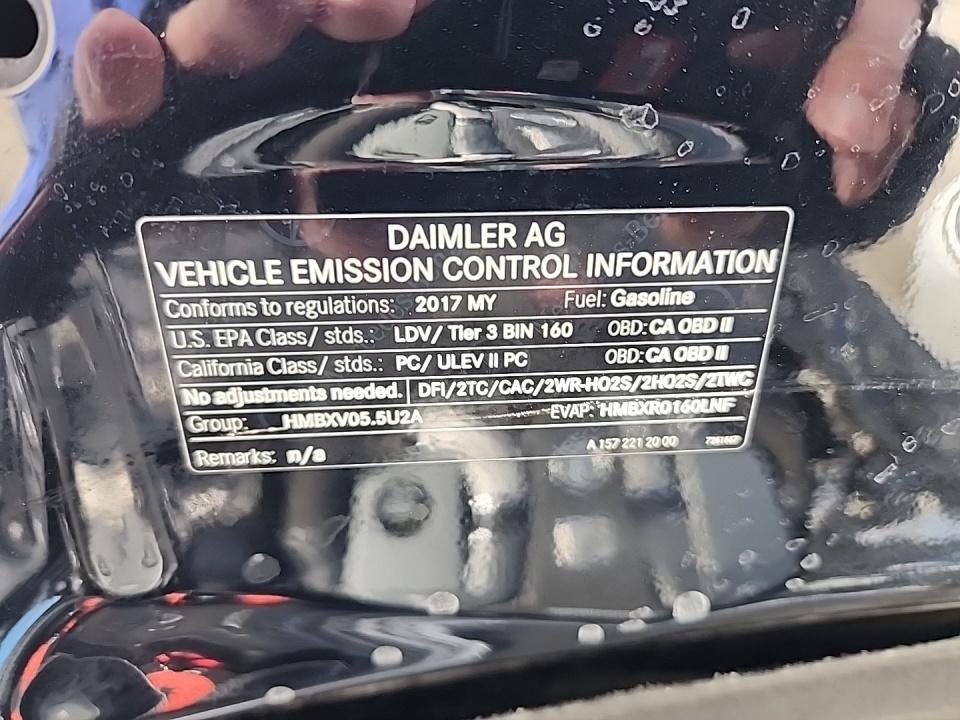 DAIMLER AG
VEHICLE EMISSION CONTROL INFORMATION
Conforms to regulations: 2017 MY Fuel: Gasoline
U.S. EPA Class/ stds.: LDV/ Tier 3 BIN 160 OBD: CA OBD II
California Class/ stds.: PC/ ULEV II PC OBD: CA OBD II
No adjustments needed. DFI/2TC/CAC/2WR-HO2S/2HO2S/2TWC
Group: HMBXV05.5U2A EVAP: HMBXR0160LNF
Remarks: n/a A 157 221 20 00